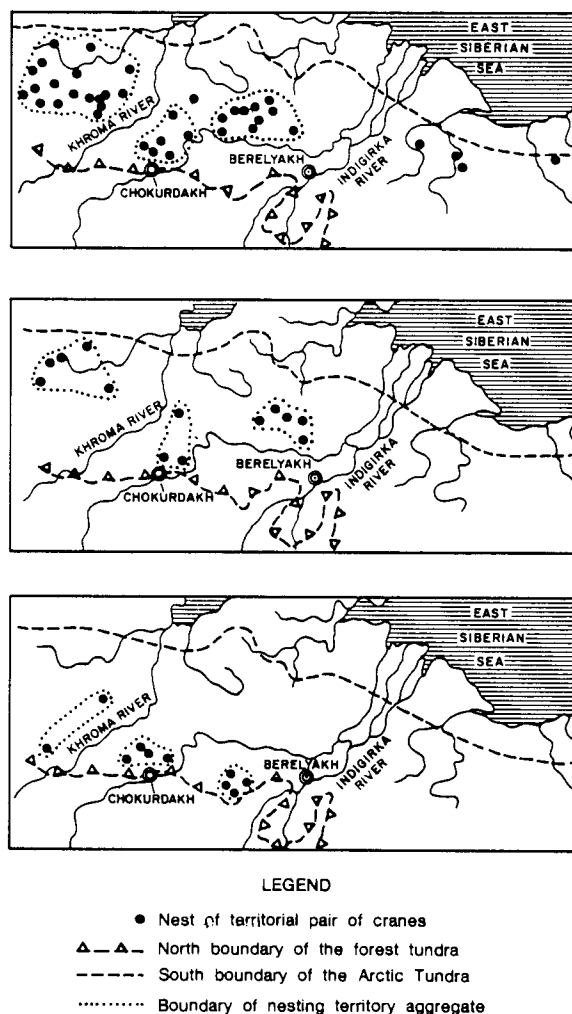 EAST
SIBERIAN
SEA
KHROMA RIVER
BERELYAKH
INDIGIRKA
RIVER
CHOKURDAKH
EAST
SIBERIAN
SEA
KHROMA RIVER
BERELYAKH
INDIGIRKA
RIVER
CHOKURDAKH
EAST
SIBERIAN
SEA
KHROMA RIVER
BERELYAKH
INDIGIRKA
RIVER
CHOKURDAKH
LEGEND
Nest of territorial pair of cranes
North boundary of the forest tundra
South boundary of the Arctic Tundra
Boundary of nesting territory aggregate